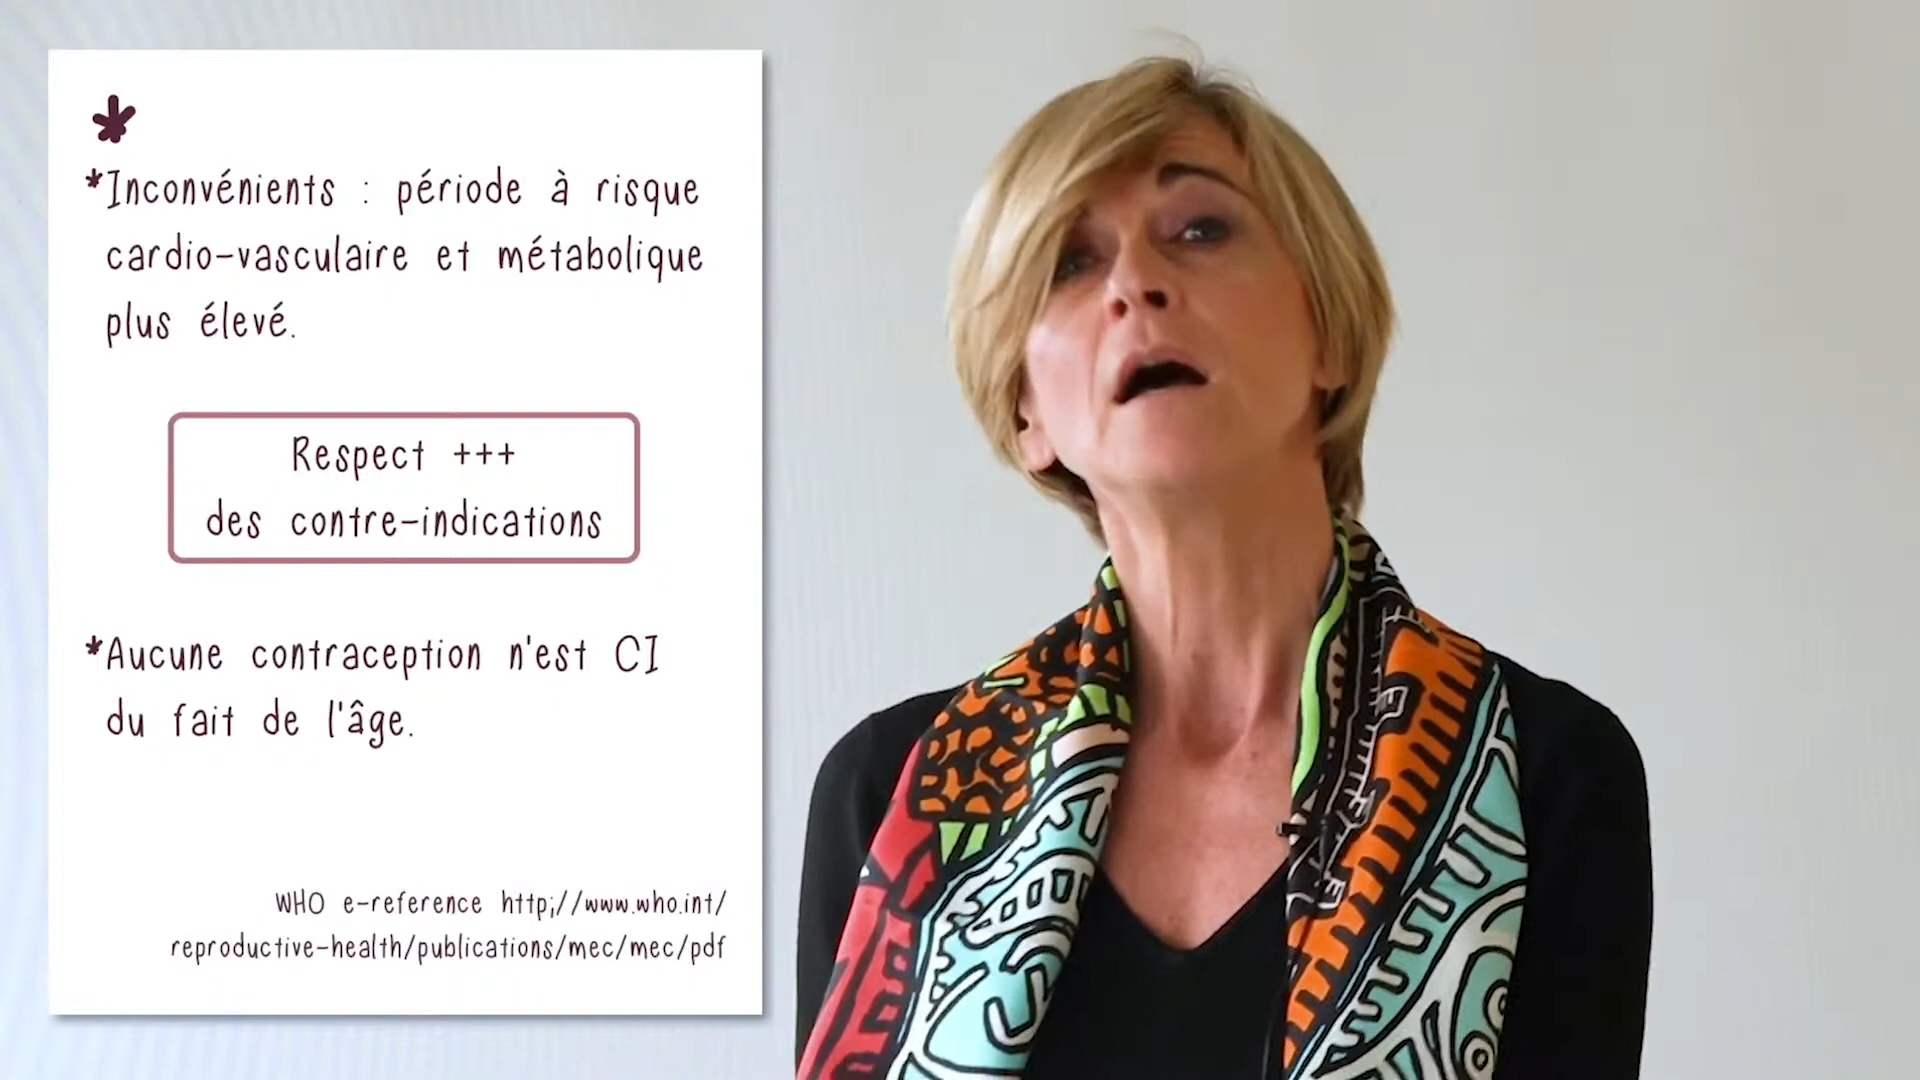 *
*Inconvénients : période à risque
cardio-vasculaire et métabolique
plus élevé.
Respect +++
des contre-indications
*Aucune contraception n'est CI
du fait de l'âge.
WHO e-reference http;//www.who.int/
reproductive-health/publications/mec/mec/pdf